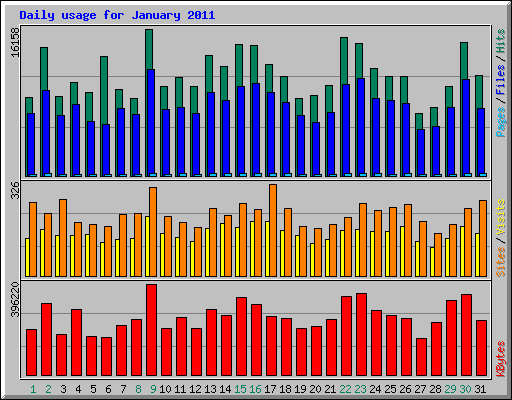 Daily usage for January 2011
16158
Pages / Files / Hits
326
Sites / Visits
396220
KBytes
1 2 3 4 5 6 7 8 9 10 11 12 13 14 15 16 17 18 19 20 21 22 23 24 25 26 27 28 29 30 31